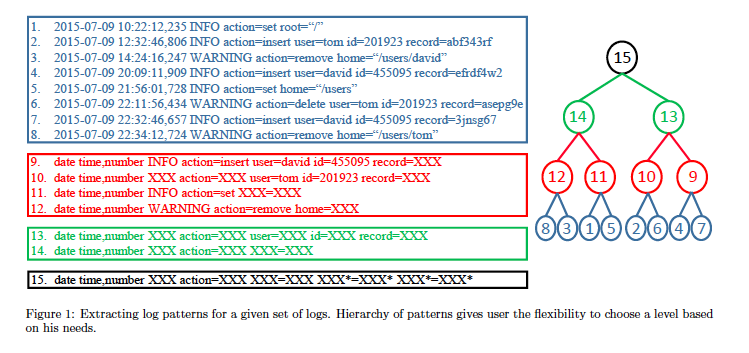 1. 2015-07-09 10:22:12,235 INFO action=set root=“/”
2. 2015-07-09 12:32:46,806 INFO action=insert user=tom id=201923 record=abf343rf
3. 2015-07-09 14:24:16,247 WARNING action=remove home=“/users/david”
4. 2015-07-09 20:09:11,909 INFO action=insert user=david id=455095 record=efrdf4w2
5. 2015-07-09 21:56:01,728 INFO action=set home=“/users”
6. 2015-07-09 22:11:56,434 WARNING action=delete user=tom id=201923 record=asepg9e
7. 2015-07-09 22:32:46,657 INFO action=insert user=david id=455095 record=3jnsg67
8. 2015-07-09 22:34:12,724 WARNING action=remove home=“/users/tom”
9. date time,number INFO action=insert user=david id=455095 record=XXX
10. date time,number XXX action=XXX user=tom id=201923 record=XXX
11. date time,number INFO action=set XXX=XXX
12. date time,number WARNING action=remove home=XXX
13. date time,number XXX action=XXX user=XXX id=XXX record=XXX
14. date time,number XXX action=XXX XXX=XXX
15. date time,number XXX action=XXX XXX=XXX XXX*=XXX* XXX*=XXX*
15
14 13
12 11 10 9
8 3 1 5 2 6 4 7
Figure 1: Extracting log patterns for a given set of logs. Hierarchy of patterns gives user the flexibility to choose a level based
on his needs.